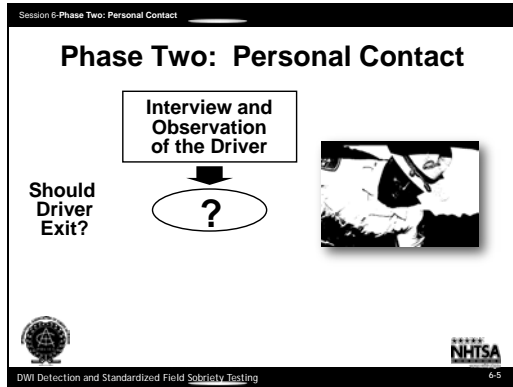 Session 6-Phase Two: Personal Contact
Phase Two: Personal Contact
Interview and
Observation
of the Driver
Should
Driver
Exit?
?
NHTSA
DWI Detection and Standardized Field Sobriety Testing
6-5